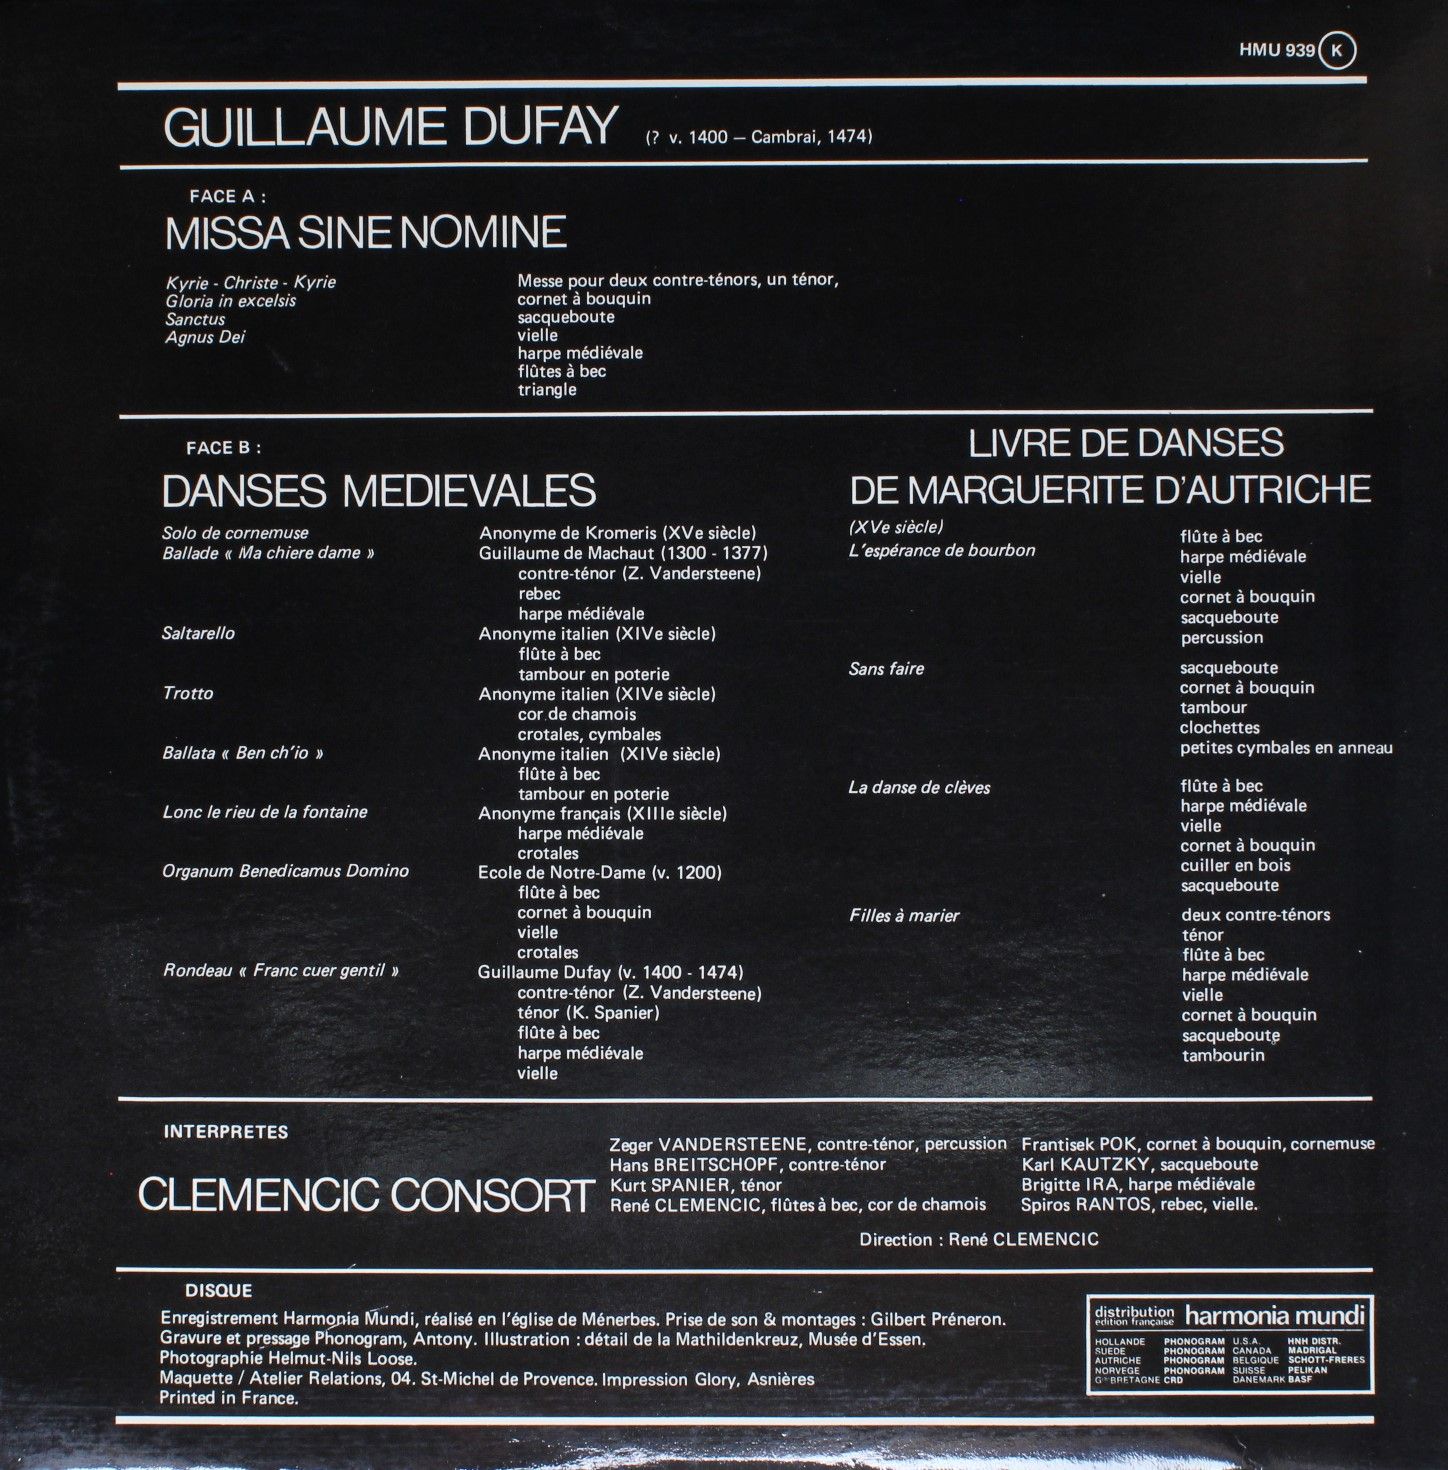 HMU 939 K
GUILLAUME DUFAY (? v. 1400 — Cambrai, 1474)
FACE A :
MISSA SINE NOMINE
Kyrie - Christe - Kyrie
Gloria in excelsis
Sanctus
Agnus Dei
Messe pour deux contre-ténors, un ténor,
cornet à bouquin
sacqueboute
vielle
harpe médiévale
flûtes à bec
triangle
FACE B :
DANSES MEDIEVALES
Solo de cornemuse Anonyme de Kromeris (XVe siècle)
Ballade « Ma chiere dame » Guillaume de Machaut (1300 - 1377)
contre-ténor (Z. Vandersteene)
rebec
harpe médiévale
Saltarello Anonyme italien (XIVe siècle)
flûte à bec
tambour en poterie
Trotto Anonyme italien (XIVe siècle)
cor de chamois
crotales, cymbales
Ballata « Ben ch'io » Anonyme italien (XIVe siècle)
flûte à bec
tambour en poterie
Lonc le rieu de la fontaine Anonyme français (XIIIe siècle)
harpe médiévale
crotales
Organum Benedicamus Domino Ecole de Notre-Dame (v. 1200)
flûte à bec
cornet à bouquin
vielle
crotales
Rondeau « Franc cuer gentil » Guillaume Dufay (v. 1400 - 1474)
contre-ténor (Z. Vandersteene)
ténor (K. Spanier)
flûte à bec
harpe médiévale
vielle
LIVRE DE DANSES
DE MARGUERITE D'AUTRICHE
(XVe siècle)
L'espérance de bourbon
flûte à bec
harpe médiévale
vielle
cornet à bouquin
sacqueboute
percussion
Sans faire sacqueboute
cornet à bouquin
tambour
clochettes
petites cymbales en anneau
La danse de clèves flûte à bec
harpe médiévale
vielle
cornet à bouquin
cuiller en bois
sacqueboute
Filles à marier deux contre-ténors
ténor
flûte à bec
harpe médiévale
vielle
cornet à bouquin
sacqueboute
tambourin
INTERPRETES
CLEMENCIC CONSORT
Zeger VANDERSTEENE, contre-ténor, percussion
Hans BREITSCHOPF, contre-ténor
Kurt SPANIER, ténor
René CLEMENCIC, flûtes à bec, cor de chamois
Frantisek POK, cornet à bouquin, cornemuse
Karl KAUTZKY, sacqueboute
Brigitte IRA, harpe médiévale
Spiros RANTOS, rebec, vielle.
Direction : René CLEMENCIC
DISQUE
Enregistrement Harmonia Mundi, réalisé en l'église de Ménerbes. Prise de son & montages : Gilbert Préneron.
Gravure et pressage Phonogram, Antony. Illustration : détail de la Mathildenkreuz, Musée d'Essen.
Photographie Helmut-Nils Loose.
Maquette / Atelier Relations, 04. St-Michel de Provence. Impression Glory, Asnières
Printed in France.
distribution
edition française
harmonia mundi
HOLLANDE PHONOGRAM U.S.A. HNH DISTR.
SUEDE PHONOGRAM CANADA MADRIGAL
AUTRICHE PHONOGRAM BELGIQUE SCHOTT-FRERES
NORVEGE PHONOGRAM SUISSE PELIKAN
Gde BRETAGNE CRD DANEMARK BASF